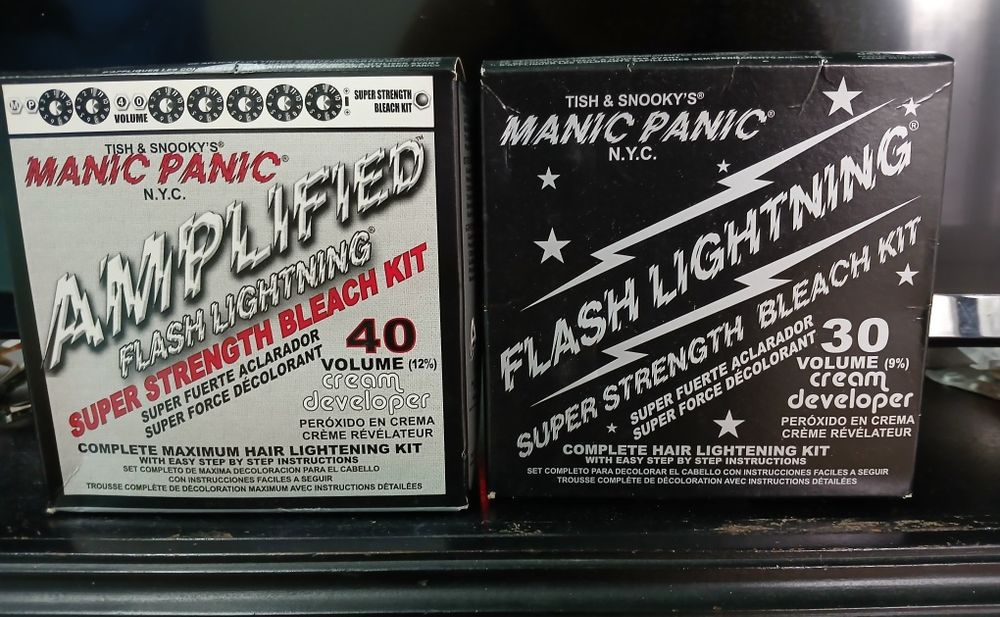 M P 40 VOLUME SUPER STRENGTH
BLEACH KIT
TISH & SNOOKY'S®
MANIC PANIC®
N.Y.C.
AMPLIFIED™
FLASH LIGHTNING®
SUPER STRENGTH BLEACH KIT
SUPER FUERTE ACLARADOR
SUPER FORCE DÉCOLORANT
40
VOLUME (12%)
cream
developer
PERÓXIDO EN CREMA
CRÈME RÉVÉLATEUR
COMPLETE MAXIMUM HAIR LIGHTENING KIT
WITH EASY STEP BY STEP INSTRUCTIONS
SET COMPLETO DE MAXIMA DECOLORACION PARA EL CABELLO
CON INSTRUCCIONES FACILES A SEGUIR
TROUSSE COMPLÈTE DE DÉCOLORATION MAXIMUM AVEC INSTRUCTIONS DÉTAILÉES
TISH & SNOOKY'S®
MANIC PANIC®
N.Y.C.
FLASH LIGHTNING®
SUPER STRENGTH BLEACH KIT
SUPER FUERTE ACLARADOR
SUPER FORCE DÉCOLORANT
30
VOLUME (9%)
cream
developer
PERÓXIDO EN CREMA
CRÈME RÉVÉLATEUR
COMPLETE HAIR LIGHTENING KIT
WITH EASY STEP BY STEP INSTRUCTIONS
SET COMPLETO PARA DECOLORAR EL CABELLO CON INSTRUCCIONES FACILES A SEGUIR
TROUSSE COMPLÈTE DE DÉCOLORATION AVEC INSTRUCTIONS DÉTAILLÉES